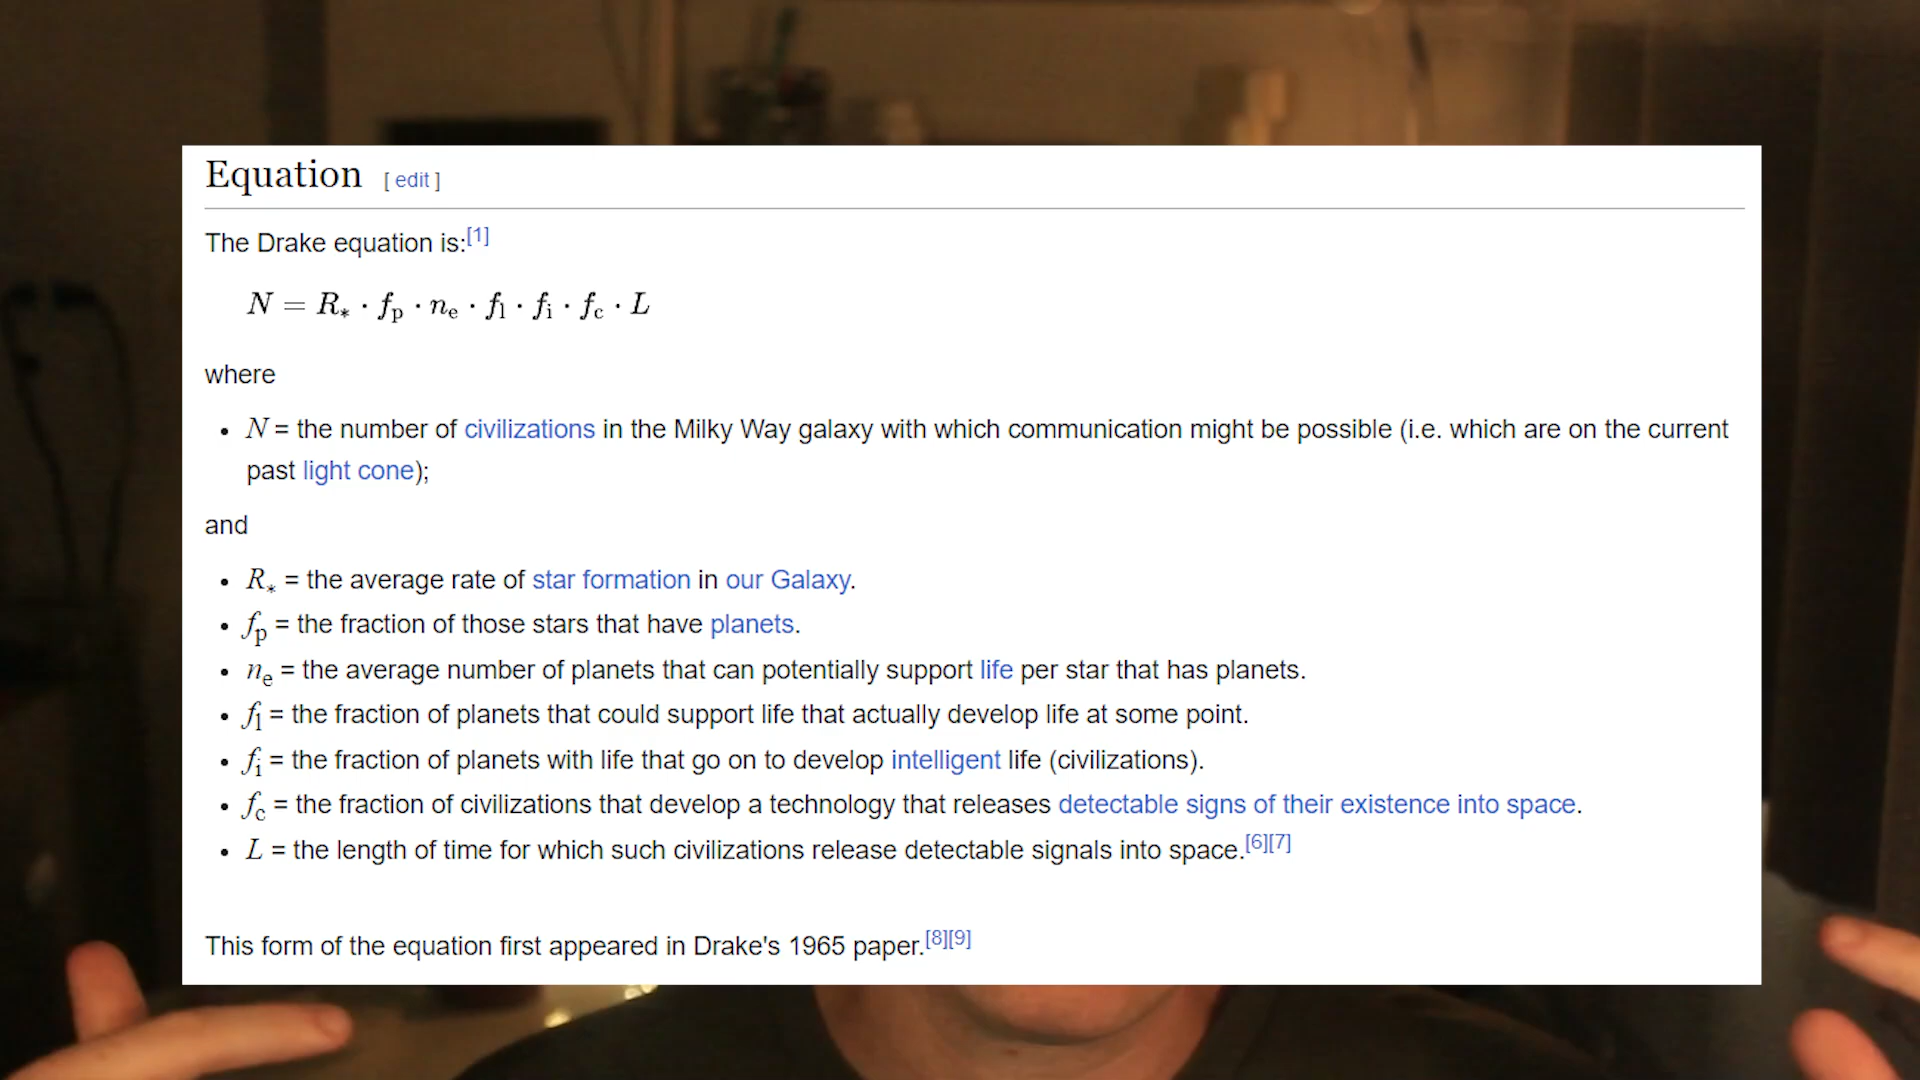 Equation [ edit ]
The Drake equation is:[1]
N = R∗ · fp · ne · fl · fi · fc · L
where
• N = the number of civilizations in the Milky Way galaxy with which communication might be possible (i.e. which are on the current
past light cone);
and
• R∗ = the average rate of star formation in our Galaxy.
• fp = the fraction of those stars that have planets.
• ne = the average number of planets that can potentially support life per star that has planets.
• fl = the fraction of planets that could support life that actually develop life at some point.
• fi = the fraction of planets with life that go on to develop intelligent life (civilizations).
• fc = the fraction of civilizations that develop a technology that releases detectable signs of their existence into space.
• L = the length of time for which such civilizations release detectable signals into space.[6][7]
This form of the equation first appeared in Drake's 1965 paper.[8][9]